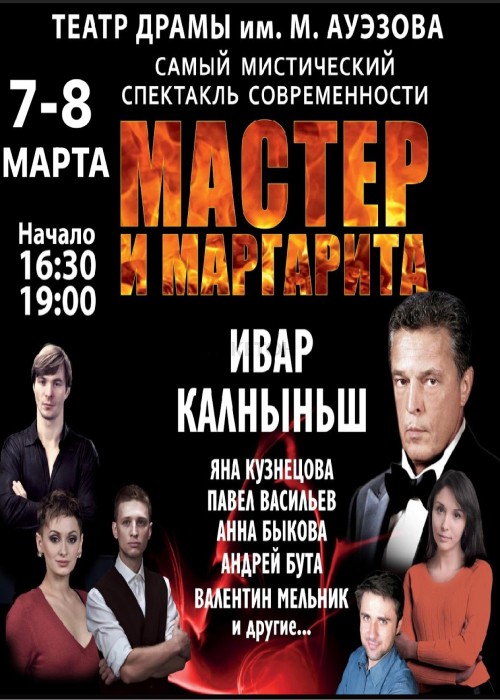 ТЕАТР ДРАМЫ им. М. АУЭЗОВА
САМЫЙ МИСТИЧЕСКИЙ
СПЕКТАКЛЬ СОВРЕМЕННОСТИ
7-8
МАРТА
МАСТЕР
И МАРГАРИТА
Начало
16:30
19:00
ИВАР
КАЛНЫНЬШ
ЯНА КУЗНЕЦОВА
ПАВЕЛ ВАСИЛЬЕВ
АННА БЫКОВА
АНДРЕЙ БУТА
ВАЛЕНТИН МЕЛЬНИК
и другие...